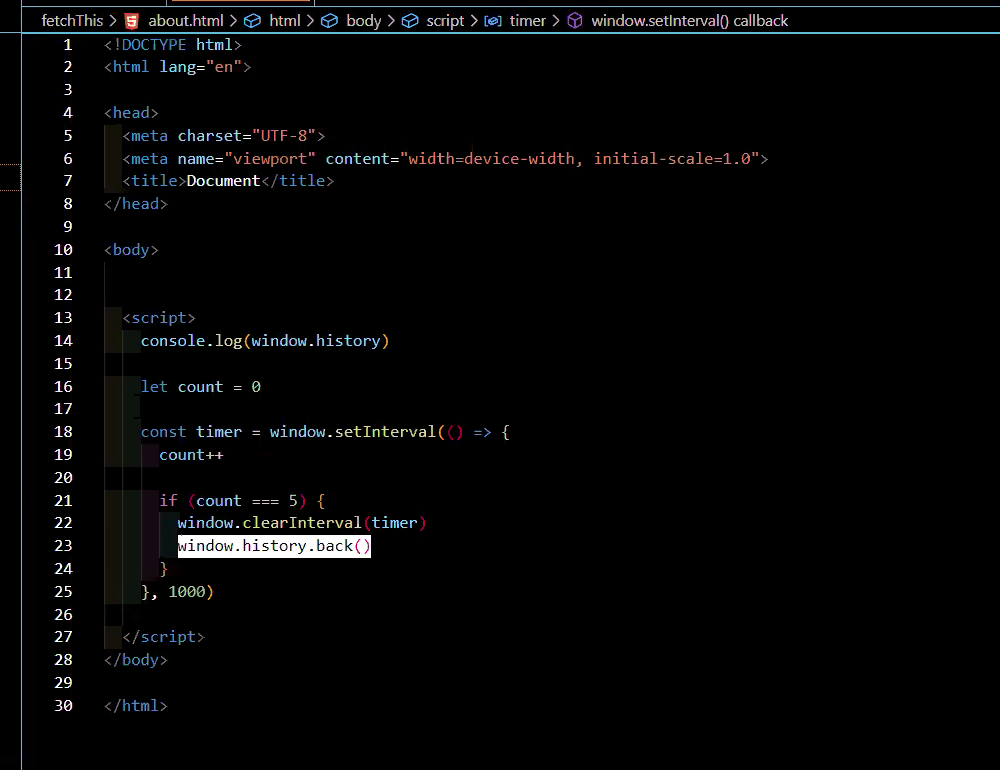 fetchThis > about.html > html > body > script > timer > window.setInterval() callback
1 <!DOCTYPE html>
2 <html lang="en">
3
4 <head>
5   <meta charset="UTF-8">
6   <meta name="viewport" content="width=device-width, initial-scale=1.0">
7   <title>Document</title>
8 </head>
9
10 <body>
11
12
13   <script>
14     console.log(window.history)
15
16     let count = 0
17
18     const timer = window.setInterval(() => {
19       count++
20
21       if (count === 5) {
22         window.clearInterval(timer)
23         window.history.back()
24       }
25     }, 1000)
26
27   </script>
28 </body>
29
30 </html>